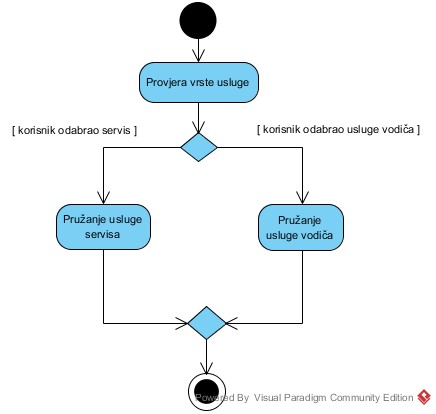 Provjera vrste usluge
[ korisnik odabrao servis ]
[ korisnik odabrao usluge vodiča ]
Pružanje usluge
servisa
Pružanje
usluge vodiča
Powered By Visual Paradigm Community Edition